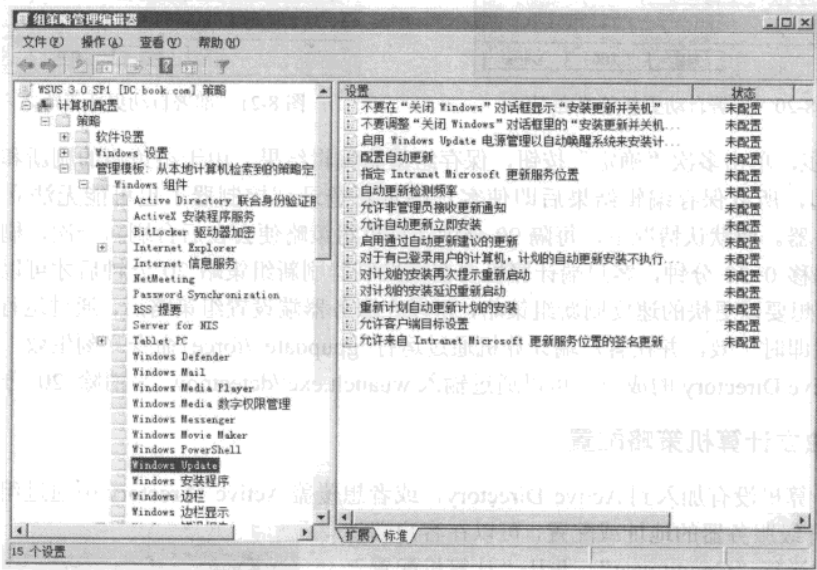 组策略管理编辑器
文件(F) 操作(A) 查看(V) 帮助(H)
WSUS 3.0 SP1 [DC.book.com] 策略
计算机配置
策略
软件设置
Windows 设置
管理模板: 从本地计算机检索到的策略定
Windows 组件
Active Directory 联合身份验证服
ActiveX 安装程序服务
BitLocker 驱动器加密
Internet Explorer
Internet 信息服务
NetMeeting
Password Synchronization
RSS 提要
Server for NIS
Tablet PC
Windows Defender
Windows Mail
Windows Media Player
Windows Media 数字权限管理
Windows Messenger
Windows Movie Maker
Windows PowerShell
Windows Update
Windows 安装程序
Windows 边栏
Windows 边栏显示
设置 状态
不要在“关闭 Windows”对话框显示“安装更新并关机” 未配置
不要调整“关闭 Windows”对话框里的“安装更新并关机... 未配置
启用 Windows Update 电源管理以自动唤醒系统来安装计... 未配置
配置自动更新 未配置
指定 Intranet Microsoft 更新服务位置 未配置
自动更新检测频率 未配置
允许非管理员接收更新通知 未配置
允许自动更新立即安装 未配置
启用通过自动更新建议的更新 未配置
对于有已登录用户的计算机，计划的自动更新安装不执行... 未配置
对计划的安装再次提示重新启动 未配置
对计划的安装延迟重新启动 未配置
重新计划自动更新计划的安装 未配置
允许客户端目标设置 未配置
允许来自 Intranet Microsoft 更新服务位置的签名更新 未配置
扩展 标准
15 个设置